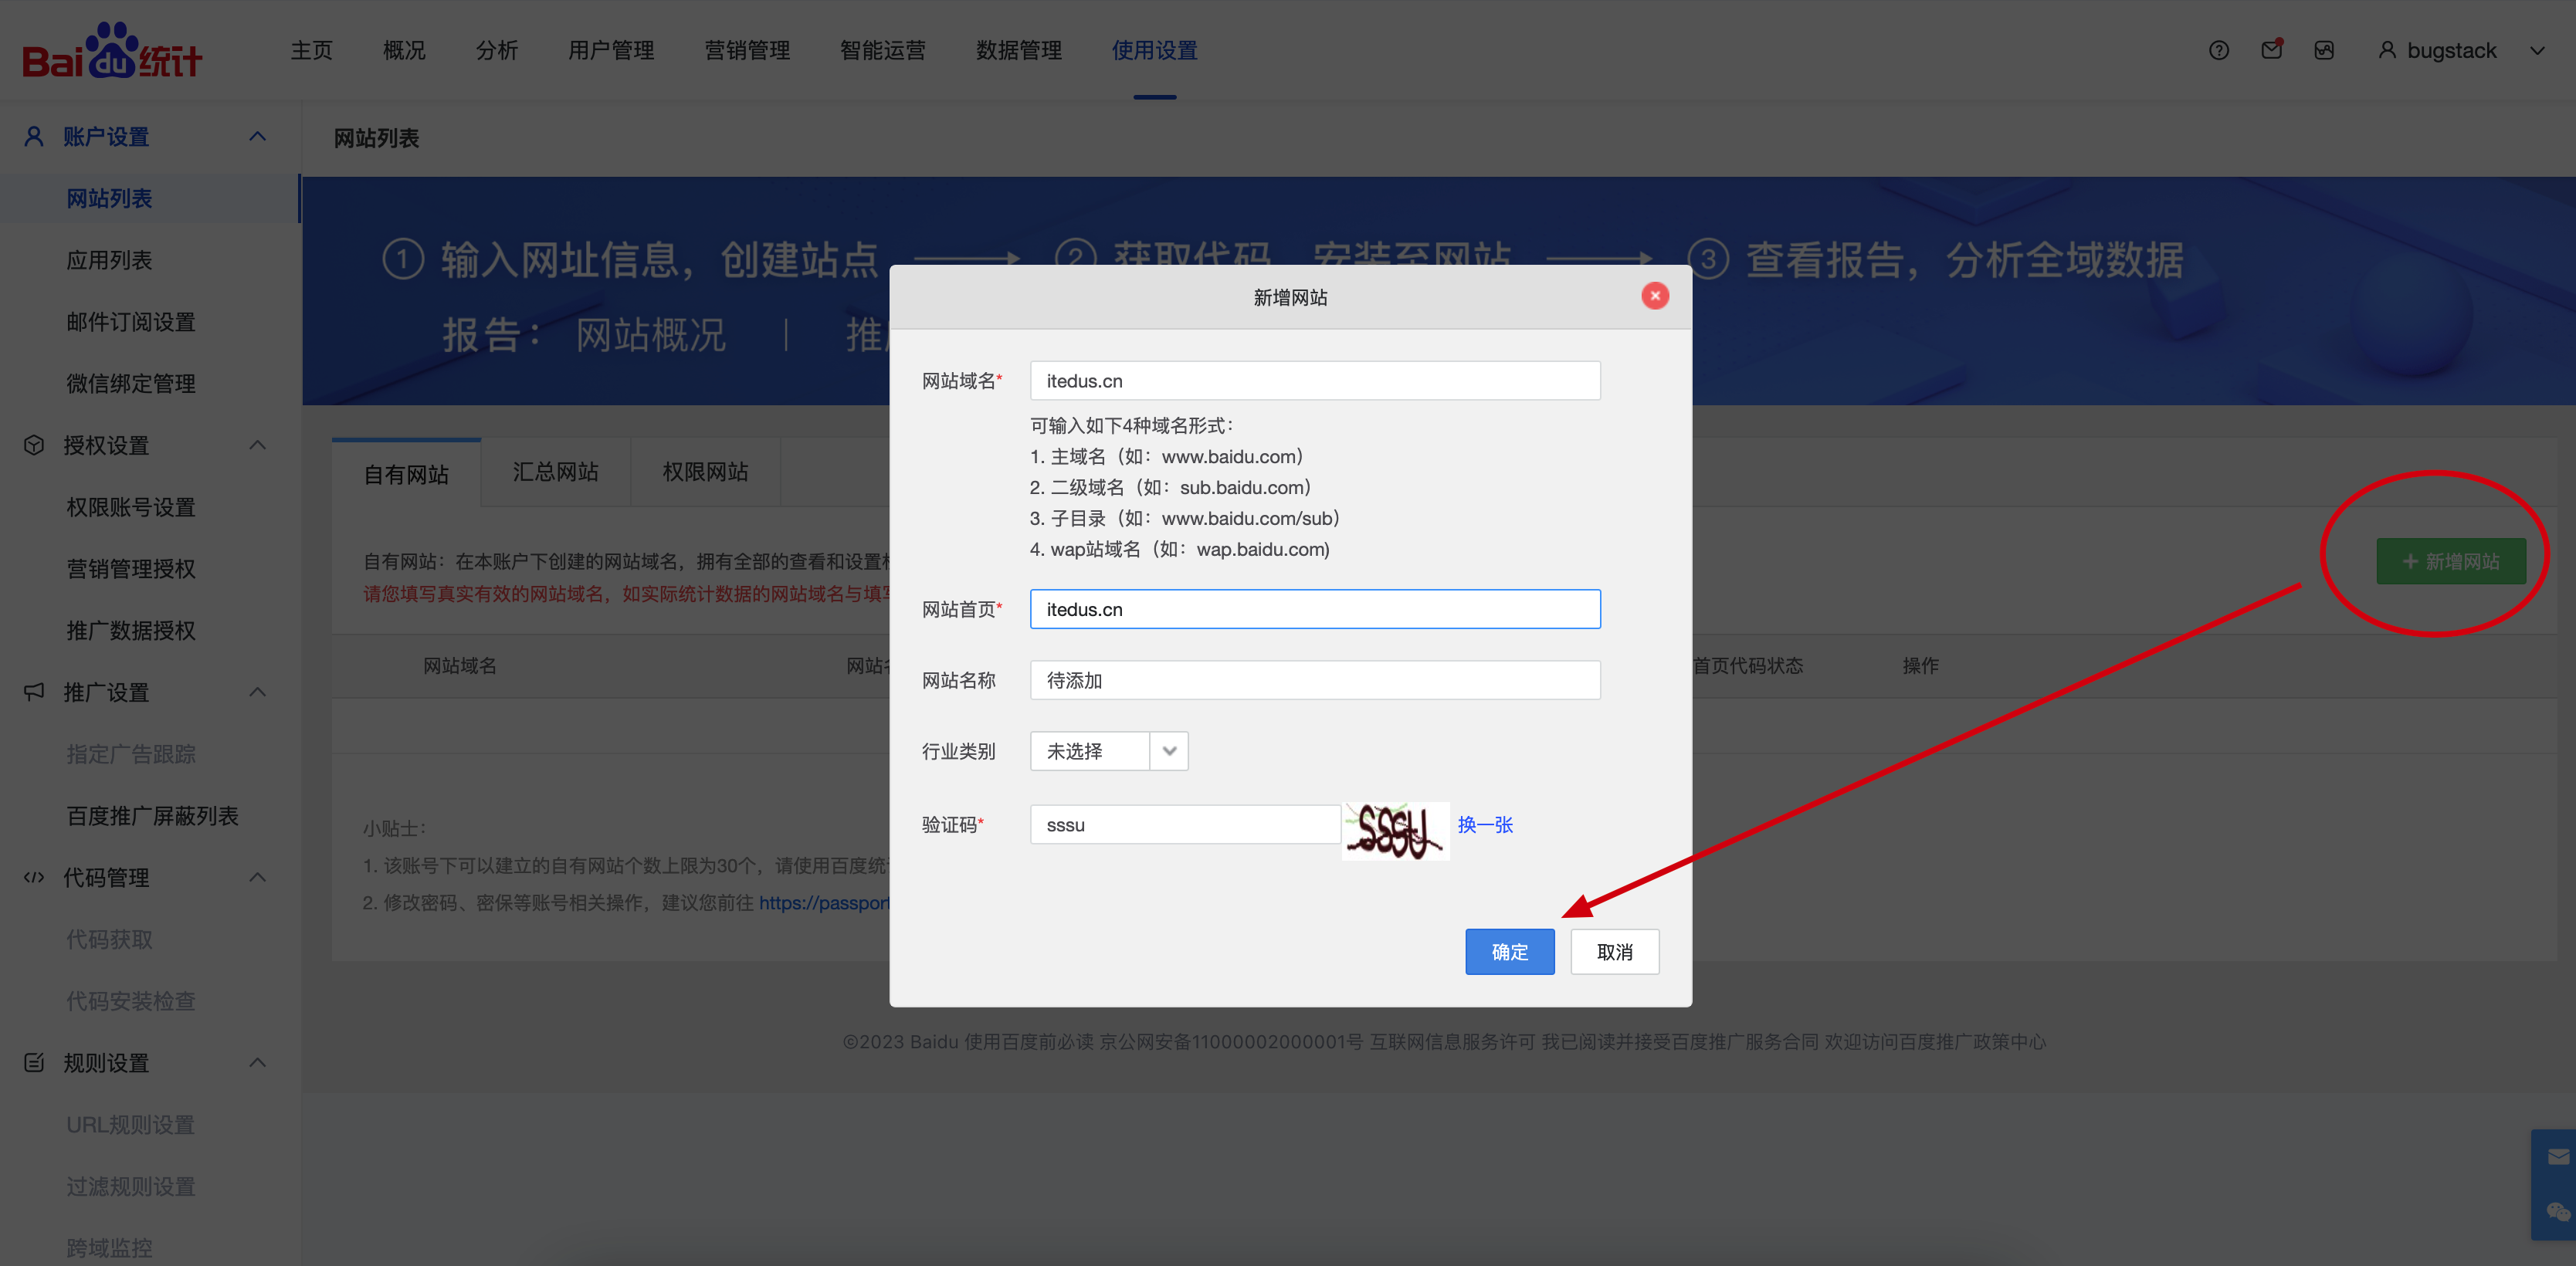 Baidu统计
主页 概况 分析 用户管理 营销管理 智能运营 数据管理 使用设置
bugstack
账户设置
网站列表
应用列表
邮件订阅设置
微信绑定管理
授权设置
权限账号设置
营销管理授权
推广数据授权
推广设置
指定广告跟踪
百度推广屏蔽列表
代码管理
代码获取
代码安装检查
规则设置
URL规则设置
过滤规则设置
跨域监控
网站列表
① 输入网址信息，创建站点 ② 获取代码，安装至网站 ③ 查看报告，分析全域数据
报告： 网站概况 | 推
自有网站 汇总网站 权限网站
自有网站：在本账户下创建的网站域名，拥有全部的查看和设置
请您填写真实有效的网站域名，如实际统计数据的网站域名与填
+ 新增网站
网站域名 网站 首页代码状态 操作
小贴士：
1. 该账号下可以建立的自有网站个数上限为30个，请使用百度统
2. 修改密码、密保等账号相关操作，建议您前往 https://passport
新增网站
网站域名* itedus.cn
可输入如下4种域名形式：
1. 主域名（如：www.baidu.com）
2. 二级域名（如：sub.baidu.com）
3. 子目录（如：www.baidu.com/sub）
4. wap站域名（如：wap.baidu.com)
网站首页* itedus.cn
网站名称 待添加
行业类别 未选择
验证码* sssu sssu 换一张
确定 取消
©2023 Baidu 使用百度前必读 京公网安备11000002000001号 互联网信息服务许可 我已阅读并接受百度推广服务合同 欢迎访问百度推广政策中心